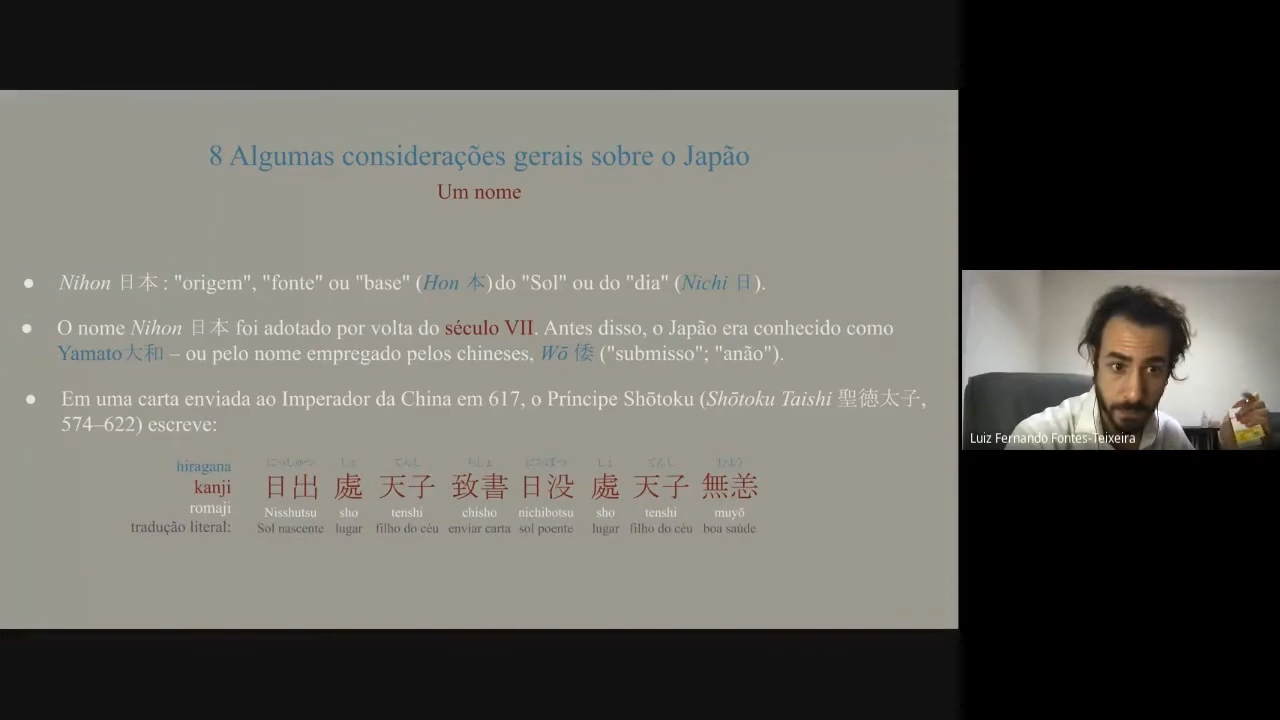 8 Algumas considerações gerais sobre o Japão
Um nome
● Nihon 日本 : "origem", "fonte" ou "base" (Hon 本) do "Sol" ou do "dia" (Nichi 日).
● O nome Nihon 日本 foi adotado por volta do século VII. Antes disso, o Japão era conhecido como
Yamato大和 – ou pelo nome empregado pelos chineses, Wō 倭 ("submisso"; "anão").
● Em uma carta enviada ao Imperador da China em 617, o Príncipe Shōtoku (Shōtoku Taishi 聖徳太子,
574–622) escreve:
hiragana にっしゅつ しょ てんし ちしょ にちぼつ しょ てんし むよう
kanji 日出 處 天子 致書 日没 處 天子 無恙
romaji Nisshutsu sho tenshi chisho nichibotsu sho tenshi muyō
tradução literal: Sol nascente lugar filho do céu enviar carta sol poente lugar filho do céu boa saúde
Luiz Fernando Fontes-Teixeira